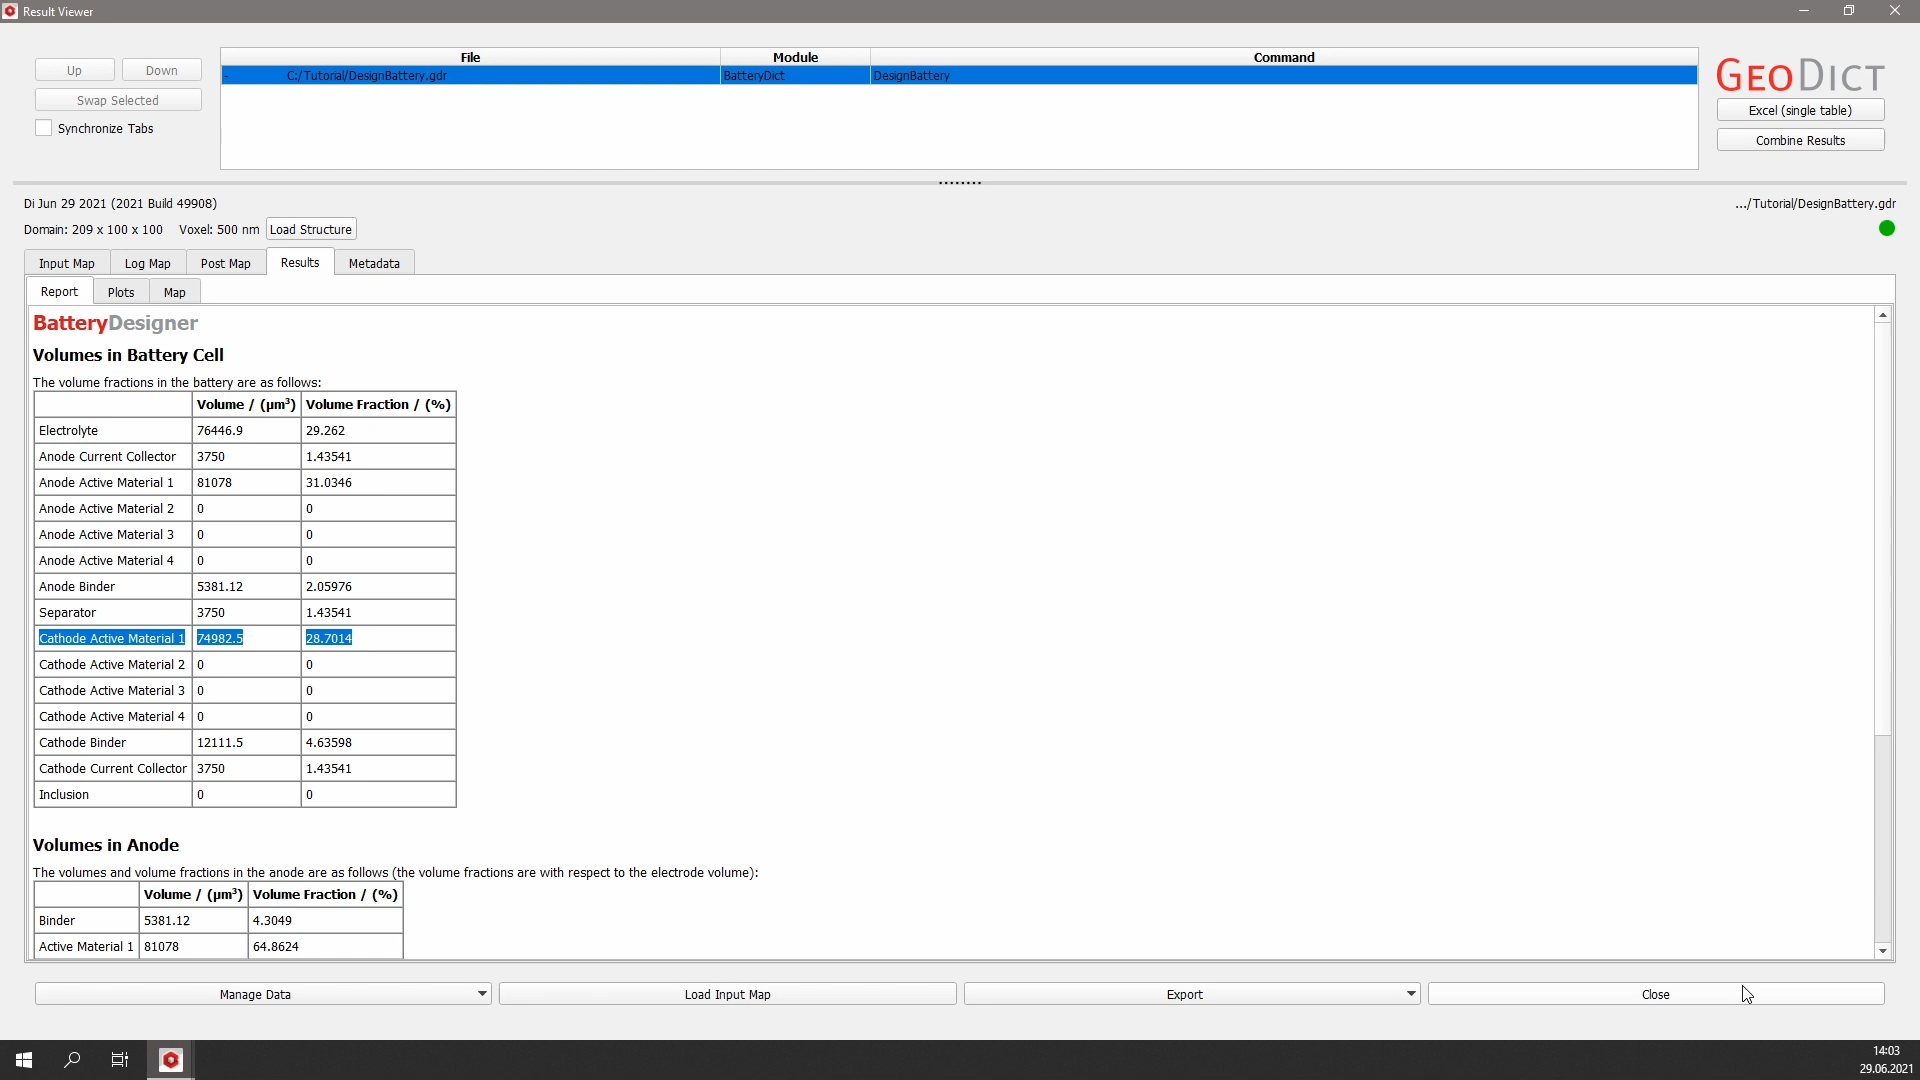 Result Viewer
File Module Command
Up Down
- C:/Tutorial/DesignBattery.gdr BatteryDict DesignBattery
Swap Selected
Synchronize Tabs
GEODICT
Excel (single table)
Combine Results
Di Jun 29 2021 (2021 Build 49908) .../Tutorial/DesignBattery.gdr
Domain: 209 x 100 x 100 Voxel: 500 nm Load Structure
Input Map Log Map Post Map Results Metadata
Report Plots Map
BatteryDesigner
Volumes in Battery Cell
The volume fractions in the battery are as follows:
Volume / (µm³) Volume Fraction / (%)
Electrolyte 76446.9 29.262
Anode Current Collector 3750 1.43541
Anode Active Material 1 81078 31.0346
Anode Active Material 2 0 0
Anode Active Material 3 0 0
Anode Active Material 4 0 0
Anode Binder 5381.12 2.05976
Separator 3750 1.43541
Cathode Active Material 1 74982.5 28.7014
Cathode Active Material 2 0 0
Cathode Active Material 3 0 0
Cathode Active Material 4 0 0
Cathode Binder 12111.5 4.63598
Cathode Current Collector 3750 1.43541
Inclusion 0 0
Volumes in Anode
The volumes and volume fractions in the anode are as follows (the volume fractions are with respect to the electrode volume):
Volume / (µm³) Volume Fraction / (%)
Binder 5381.12 4.3049
Active Material 1 81078 64.8624
Manage Data Load Input Map Export Close
14:03
29.06.2021